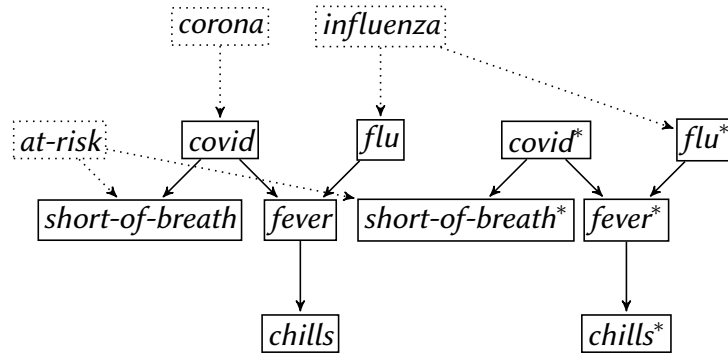 corona influenza
at-risk covid flu covid* flu*
short-of-breath fever short-of-breath* fever*
chills chills*